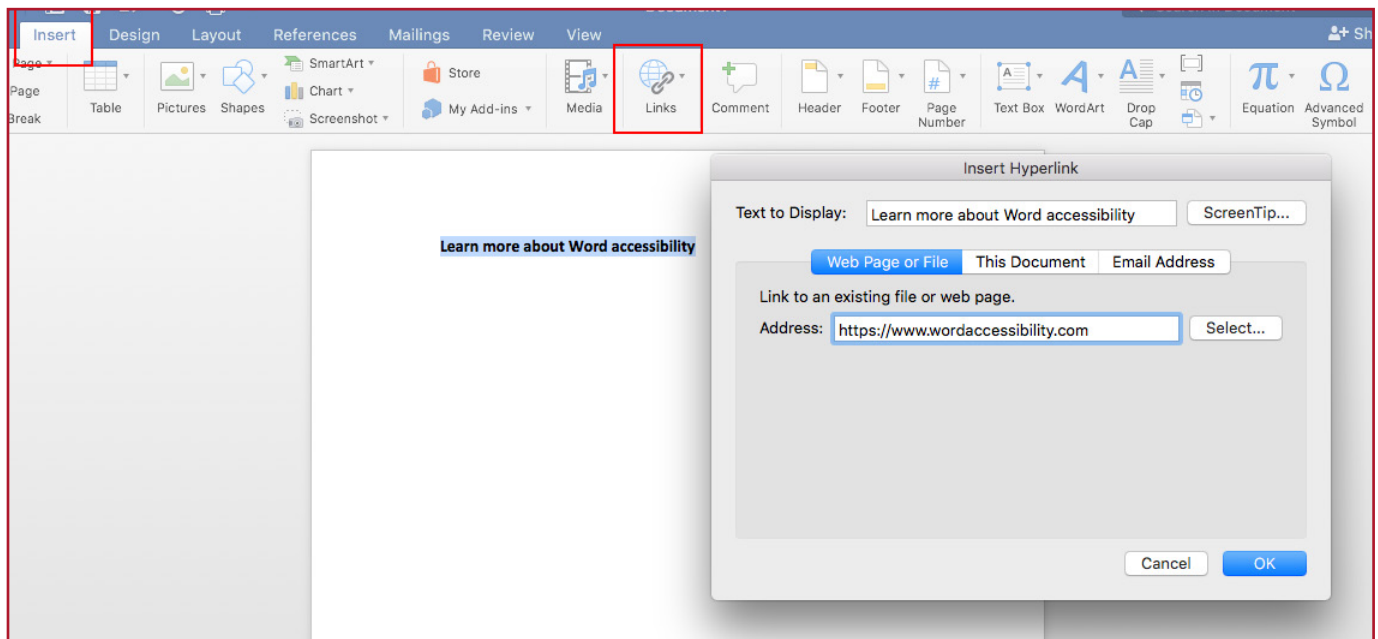 Insert Design Layout References Mailings Review View
Page
Page
Break
Table
Pictures
Shapes
SmartArt
Chart
Screenshot
Store
My Add-ins
Media
Links
Comment
Header
Footer
Page
Number
Text Box
WordArt
Drop
Cap
Equation
Advanced
Symbol
Learn more about Word accessibility
Insert Hyperlink
Text to Display: Learn more about Word accessibility ScreenTip...
Web Page or File This Document Email Address
Link to an existing file or web page.
Address: https://www.wordaccessibility.com Select...
Cancel OK